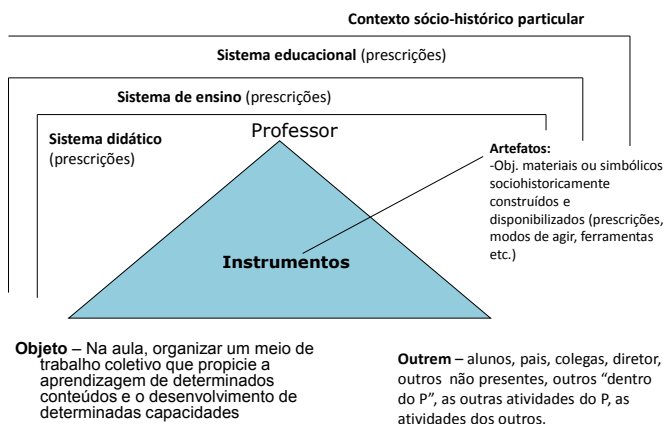 Contexto sócio-histórico particular
Sistema educacional (prescrições)
Sistema de ensino (prescrições)
Sistema didático
(prescrições)
Professor
Artefatos:
-Obj. materiais ou simbólicos
sociohistoricamente
construídos e
disponibilizados (prescrições,
modos de agir, ferramentas
etc.)
Instrumentos
Objeto – Na aula, organizar um meio de
trabalho coletivo que propicie a
aprendizagem de determinados
conteúdos e o desenvolvimento de
determinadas capacidades
Outrem – alunos, pais, colegas, diretor,
outros não presentes, outros “dentro
do P”, as outras atividades do P, as
atividades dos outros.